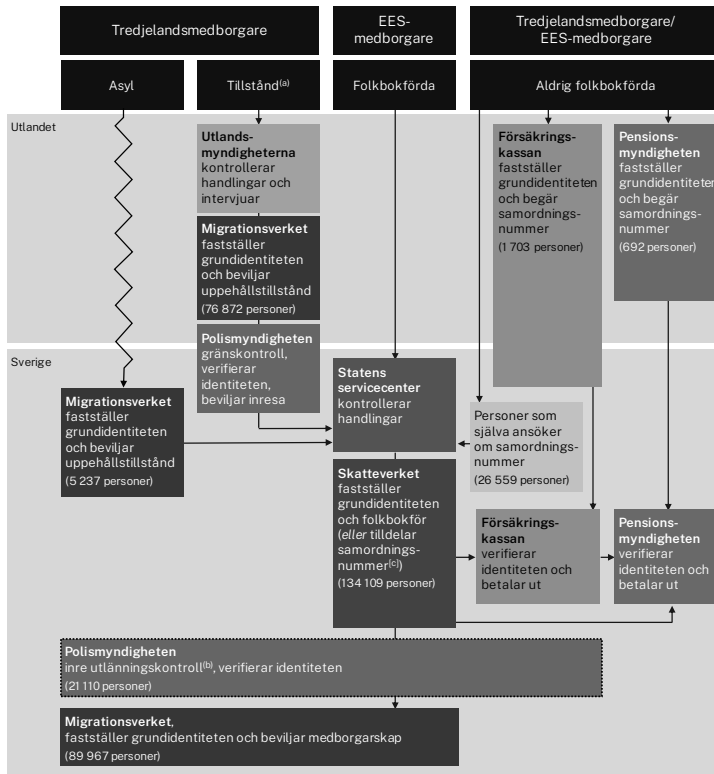 Tredjelandsmedborgare
EES-
medborgare
Tredjelandsmedborgare/
EES-medborgare
Asyl
Tillstånd(a)
Folkbokförda
Aldrig folkbokförda
Utlandet
Utlands-
myndigheterna
kontrollerar
handlingar och
intervjuar
Migrationsverket
fastställer
grundidentiteten
och beviljar
uppehållstillstånd
(76 872 personer)
Försäkrings-
kassan
fastställer
grundidentiteten
och begär
samordnings-
nummer
(1 703 personer)
Pensions-
myndigheten
fastställer
grundidentiteten
och begär
samordnings-
nummer
(692 personer)
Sverige
Polismyndigheten
gränskontroll,
verifierar
identiteten,
beviljar inresa
Migrationsverket
fastställer
grundidentiteten
och beviljar
uppehållstillstånd
(5 237 personer)
Statens
servicecenter
kontrollerar
handlingar
Personer som
själva ansöker
om samordnings-
nummer
(26 559 personer)
Skatteverket
fastställer
grundidentiteten
och folkbokför
(eller tilldelar
samordnings-
nummer[c])
(134 109 personer)
Försäkrings-
kassan
verifierar
identiteten och
betalar ut
Pensions-
myndigheten
verifierar
identiteten och
betalar ut
Polismyndigheten
inre utlänningskontroll(b), verifierar identiteten
(21 110 personer)
Migrationsverket,
fastställer grundidentiteten och beviljar medborgarskap
(89 967 personer)